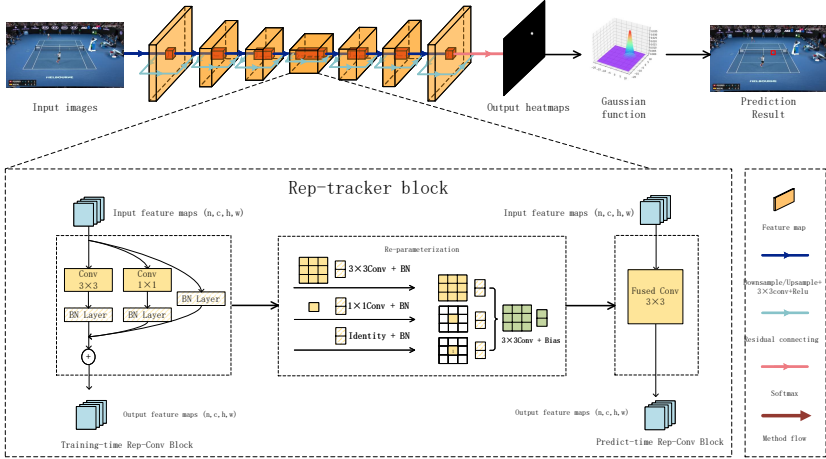 Input images
Output heatmaps
Gaussian
function
Prediction
Result
Rep-tracker block
Input feature maps (n,c,h,w)
Conv
3×3
Conv
1×1
BN Layer
BN Layer
BN Layer
+
Output feature maps (n,c,h,w)
Training-time Rep-Conv Block
Re-parameterization
3×3Conv + BN
1×1Conv + BN
Identity + BN
3×3Conv + Bias
Input feature maps (n,c,h,w)
Fused Conv
3×3
Output feature maps (n,c,h,w)
Predict-time Rep-Conv Block
Feature map
Downsample/Upsample+
3×3conv+Relu
Residual connecting
Softmax
Method flow